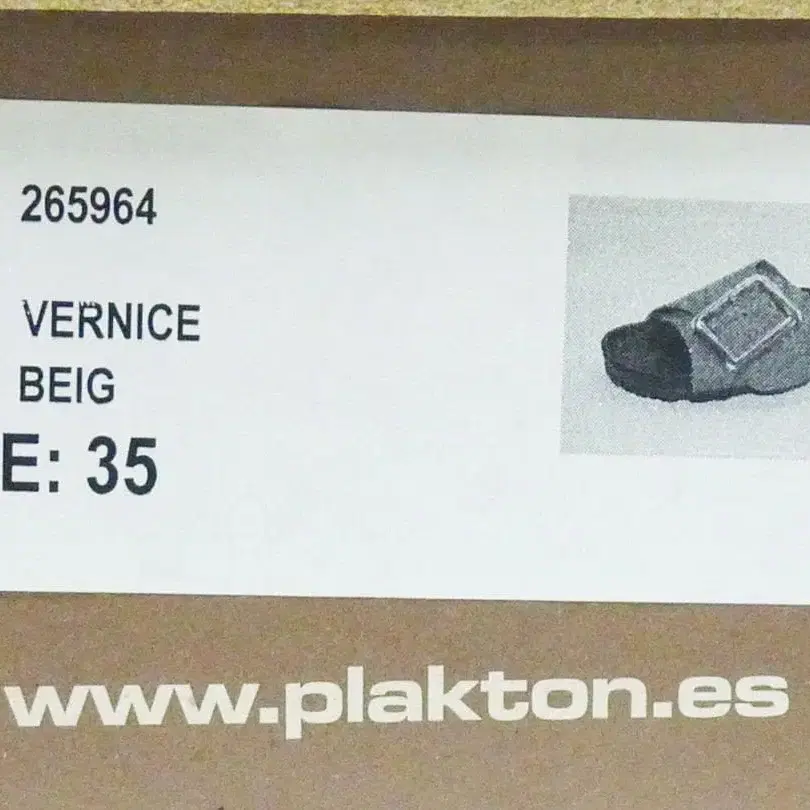 265964
VERNICE
BEIG
E: 35
www.plakton.es